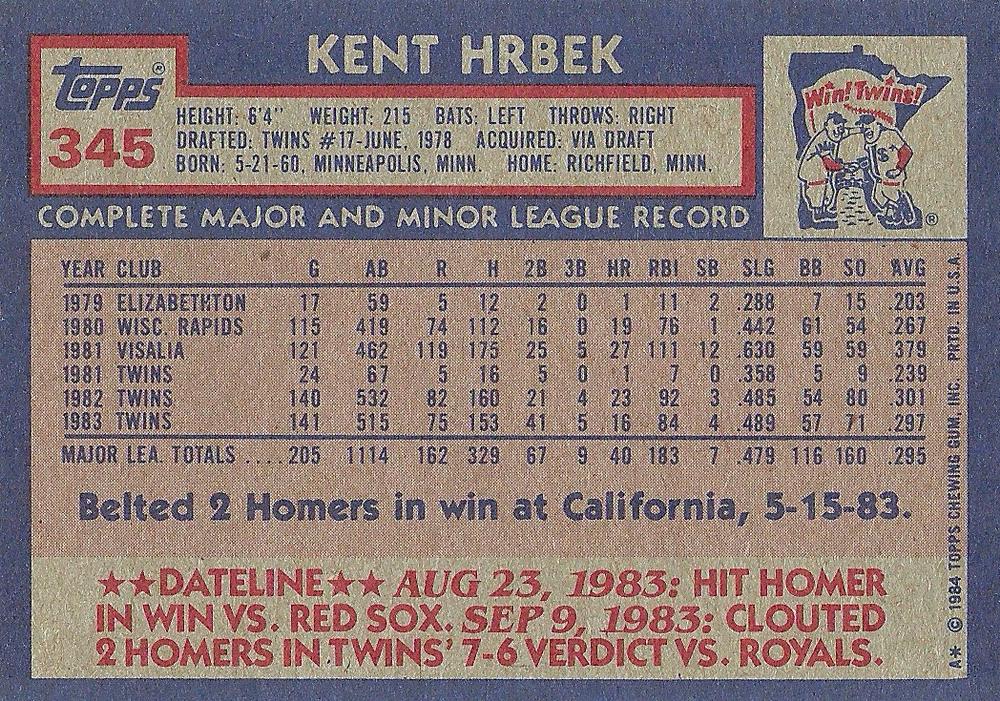 KENT HRBEK
Topps®
345
HEIGHT: 6'4" WEIGHT: 215 BATS: LEFT THROWS: RIGHT
DRAFTED: TWINS #17-JUNE, 1978 ACQUIRED: VIA DRAFT
BORN: 5-21-60, MINNEAPOLIS, MINN. HOME: RICHFIELD, MINN.
Win! Twins!
®
COMPLETE MAJOR AND MINOR LEAGUE RECORD
YEAR CLUB G AB R H 2B 3B HR RBI SB SLG BB SO AVG
1979 ELIZABETHTON 17 59 5 12 2 0 1 11 2 .288 7 15 .203
1980 WISC. RAPIDS 115 419 74 112 16 0 19 76 1 .442 61 54 .267
1981 VISALIA 121 462 119 175 25 5 27 111 12 .630 59 59 .379
1981 TWINS 24 67 5 16 5 0 1 7 0 .358 5 9 .239
1982 TWINS 140 532 82 160 21 4 23 92 3 .485 54 80 .301
1983 TWINS 141 515 75 153 41 5 16 84 4 .489 57 71 .297
MAJOR LEA. TOTALS ..... 205 1114 162 329 67 9 40 183 7 .479 116 160 .295
Belted 2 Homers in win at California, 5-15-83.
★★DATELINE★★ AUG 23, 1983: HIT HOMER
IN WIN VS. RED SOX. SEP 9, 1983: CLOUTED
2 HOMERS IN TWINS' 7-6 VERDICT VS. ROYALS.
A* © 1984 TOPPS CHEWING GUM, INC. PRTD. IN U.S.A.